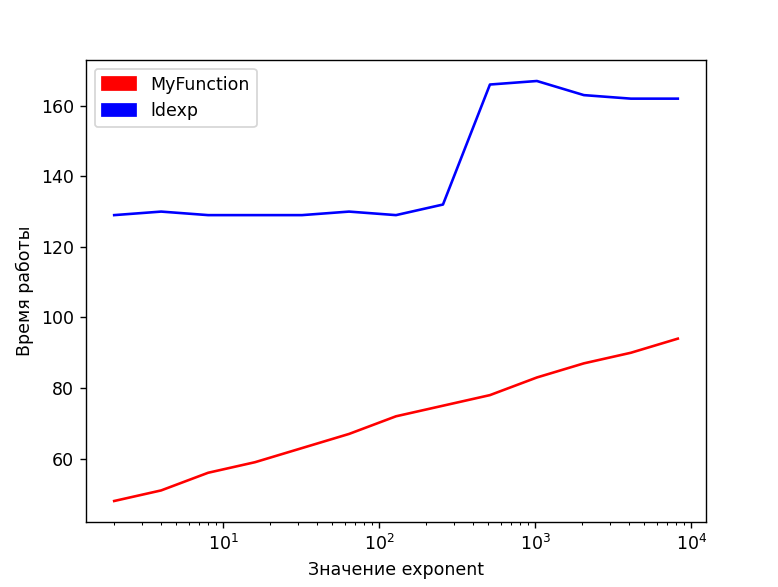 MyFunction
ldexp
160
140
120
100
80
60
Время работы
10¹
10²
10³
10⁴
Значение exponent